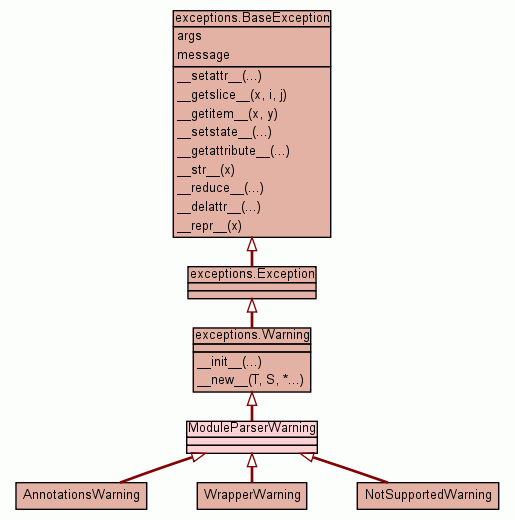 exceptions.BaseException
args
message
__setattr__(...)
__getslice__(x, i, j)
__getitem__(x, y)
__setstate__(...)
__getattribute__(...)
__str__(x)
__reduce__(...)
__delattr__(...)
__repr__(x)
exceptions.Exception
exceptions.Warning
__init__(...)
__new__(T, S, *...)
ModuleParserWarning
AnnotationsWarning
WrapperWarning
NotSupportedWarning